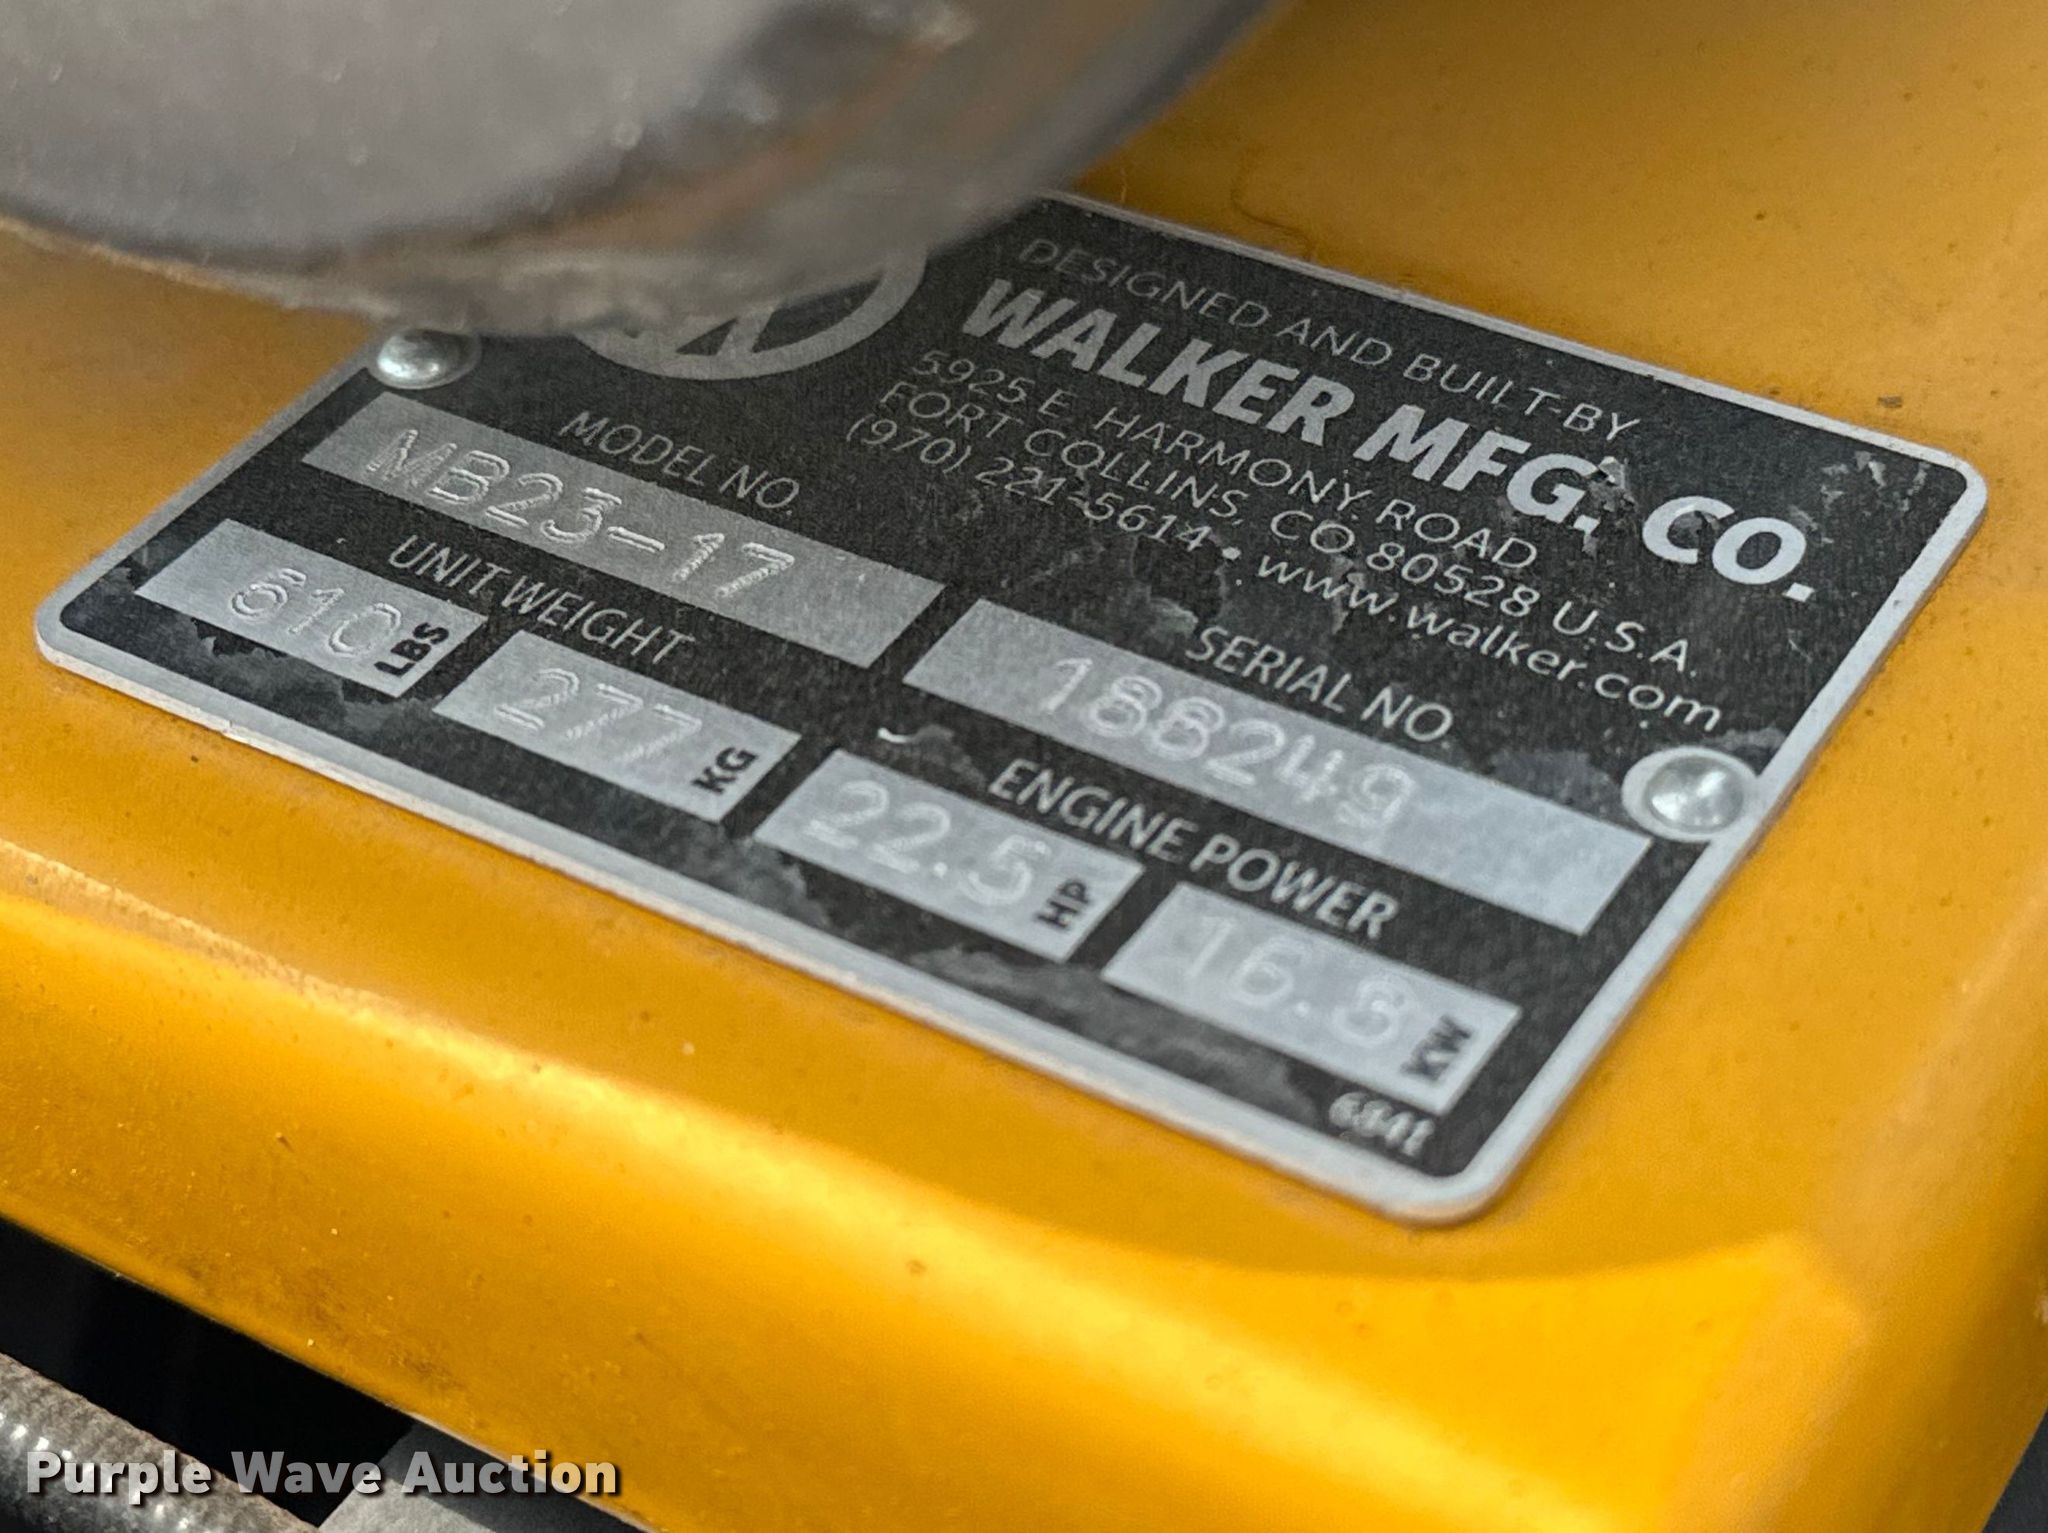 DESIGNED AND BUILT-BY
WALKER MFG. CO.
5925 E. HARMONY ROAD
FORT COLLINS, CO 80528 U.S.A.
(970) 221-5614 • www.walker.com
MODEL NO.
MB23-17
SERIAL NO.
188249
UNIT WEIGHT
610 LBS
277 KG
ENGINE POWER
22.5 HP
16.8 KW
Purple Wave Auction